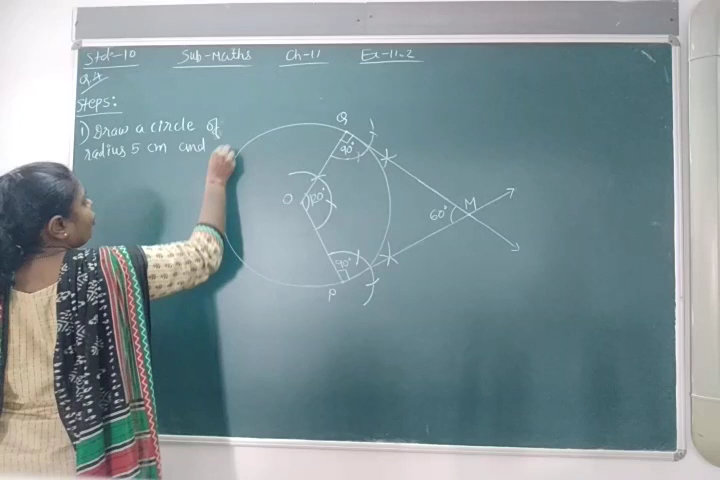 Std-10 Sub-Maths Ch-11 Ex-11.2
Q4
Steps:
1) Draw a circle of
radius 5 cm and
Q
90°
O 120°
60° M
90°
P